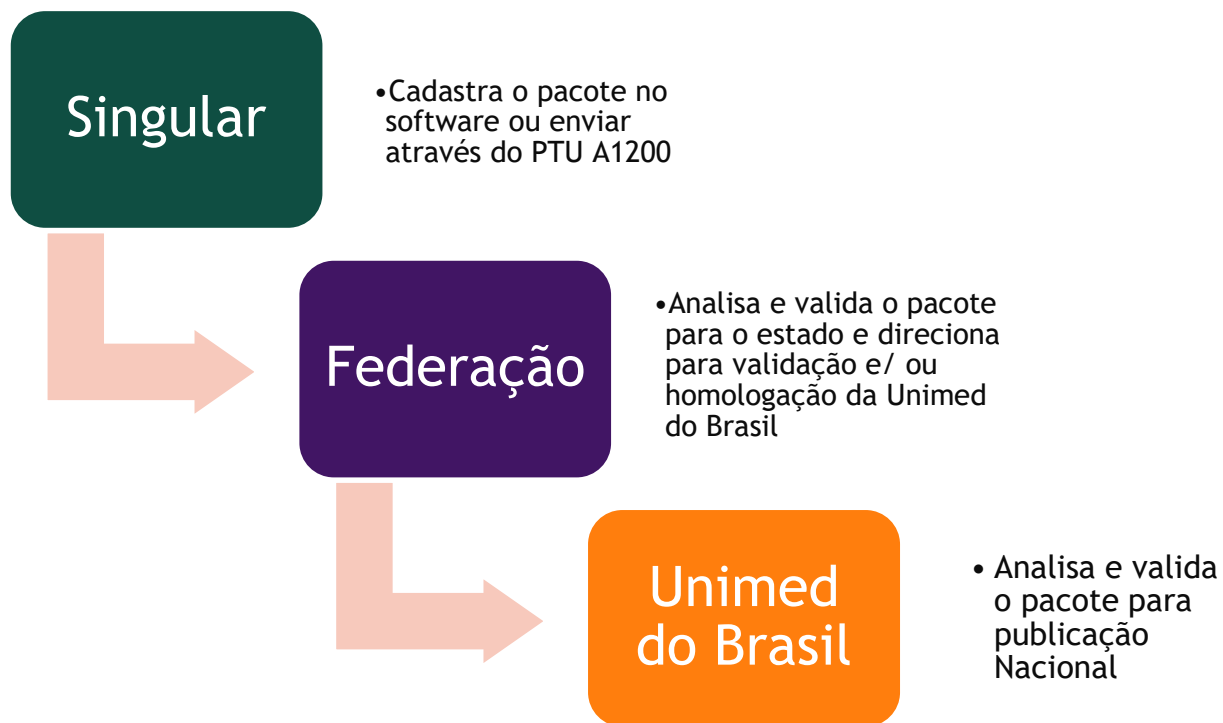 Singular
•Cadastra o pacote no
software ou enviar
através do PTU A1200
Federação
•Analisa e valida o pacote
para o estado e direciona
para validação e/ ou
homologação da Unimed
do Brasil
Unimed
do Brasil
• Analisa e valida
o pacote para
publicação
Nacional